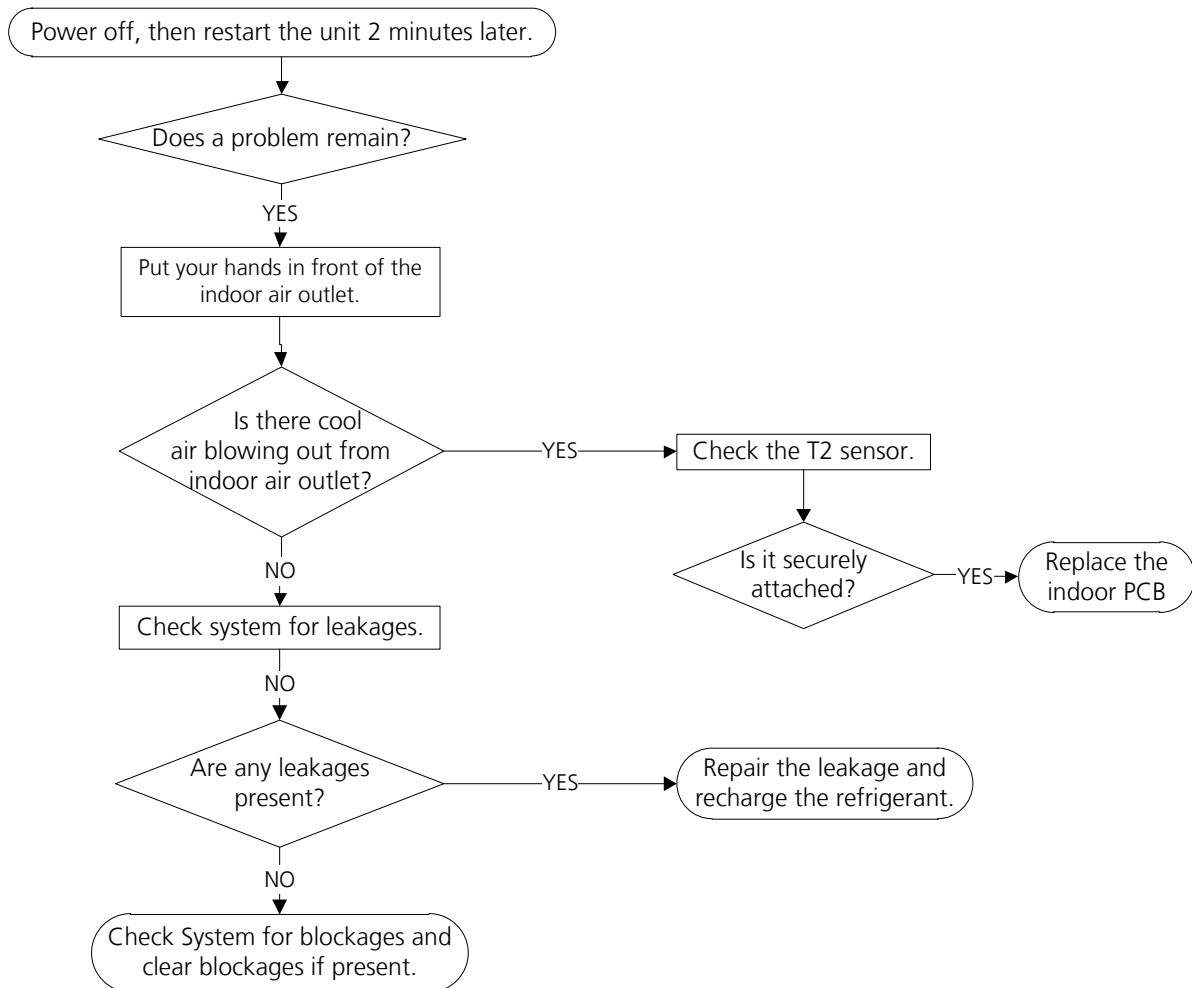 Power off, then restart the unit 2 minutes later.
Does a problem remain?
YES
Put your hands in front of the
indoor air outlet.
Is there cool
air blowing out from
indoor air outlet?
YES
Check the T2 sensor.
Is it securely
attached?
YES
Replace the
indoor PCB
NO
Check system for leakages.
NO
Are any leakages
present?
YES
Repair the leakage and
recharge the refrigerant.
NO
Check System for blockages and
clear blockages if present.